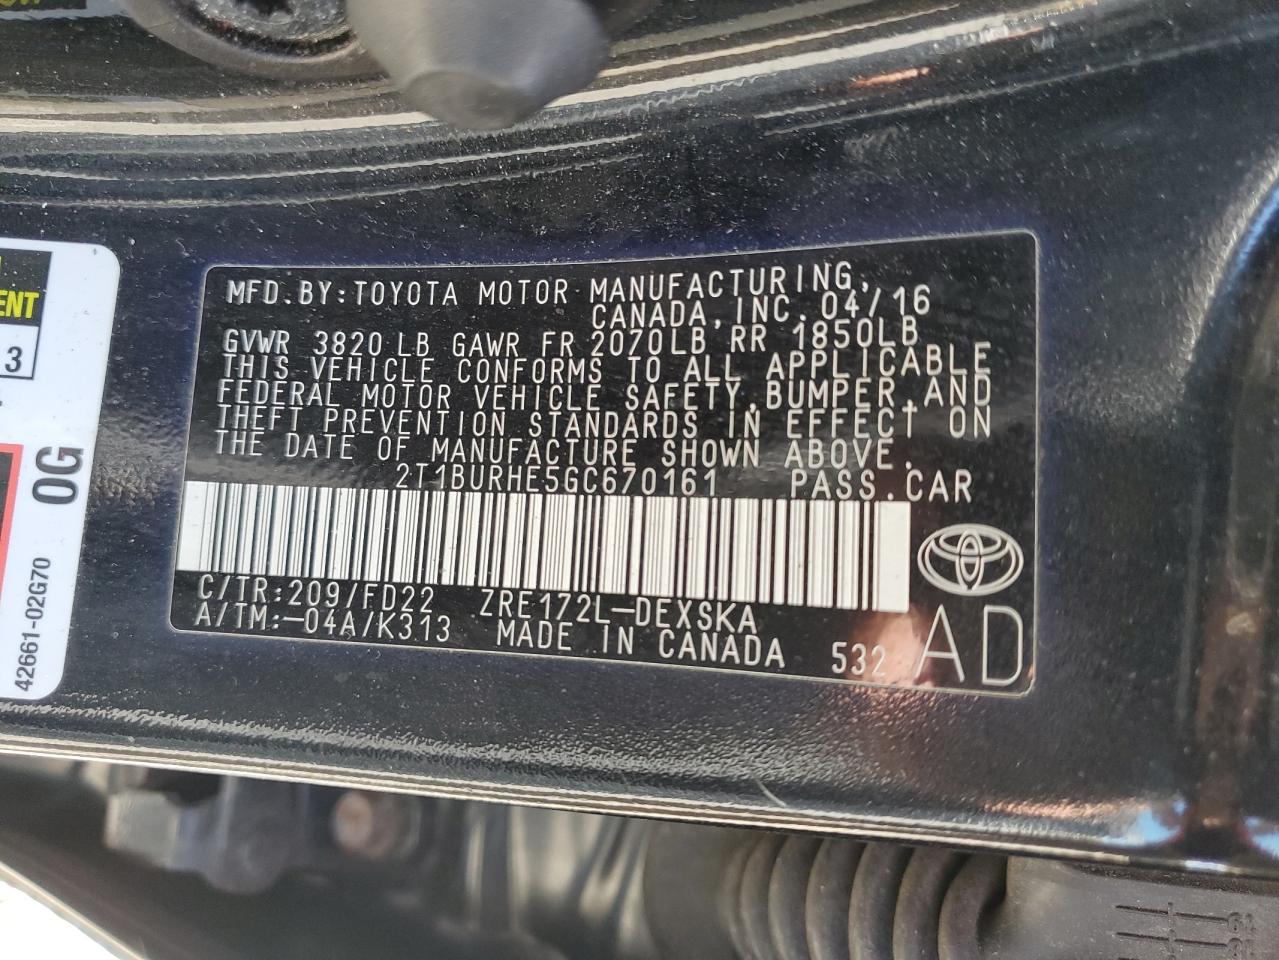 ENT
3
0G
42661-02G70
MFD.BY:TOYOTA MOTOR MANUFACTURING,
CANADA,INC.04/16
GVWR 3820 LB GAWR FR 2070LB,RR 1850LB
THIS VEHICLE CONFORMS TO ALL APPLICABLE
FEDERAL MOTOR VEHICLE SAFETY,BUMPER,AND
THEFT PREVENTION STANDARDS IN EFFECT ON
THE DATE OF MANUFACTURE SHOWN ABOVE.
2T1BURHE5GC670161 PASS.CAR
C/TR:209/FD22 ZRE172L-DEXSKA
A/TM:-04A/K313 MADE IN CANADA 532 AD